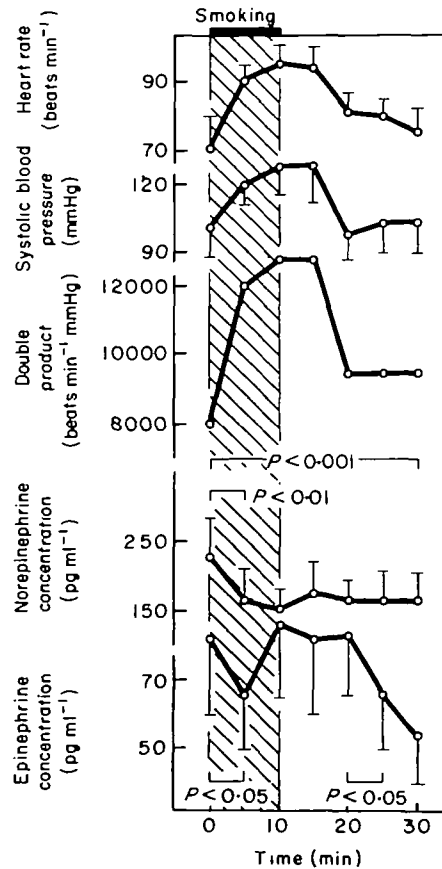 Smoking
Heart rate
(beats min⁻¹)
90
70
Systolic blood
pressure
(mmHg)
120
90
Double
product
(beats min⁻¹ mmHg)
12000
10000
8000
P < 0·001
P < 0·01
Norepinephrine
concentration
(pg ml⁻¹)
250
150
Epinephrine
concentration
(pg ml⁻¹)
70
50
P < 0·05
P < 0·05
0 10 20 30
Time (min)